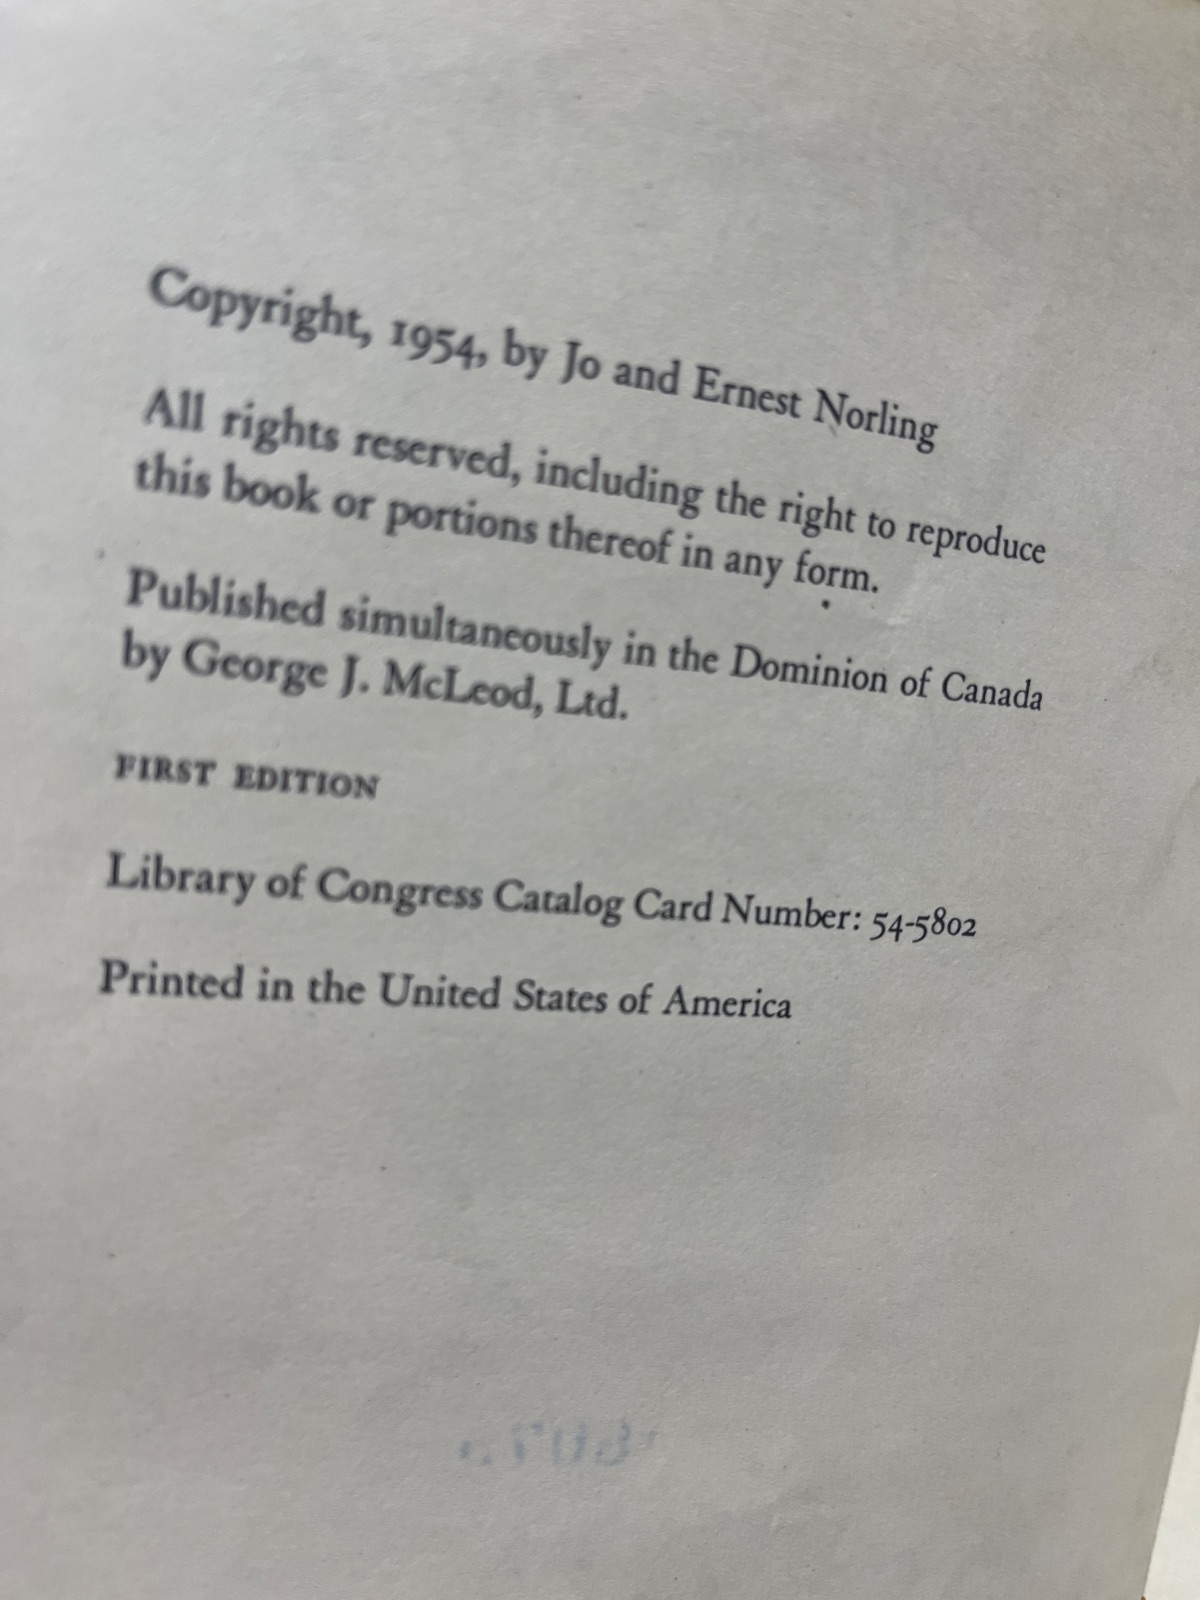 Copyright, 1954, by Jo and Ernest Norling
All rights reserved, including the right to reproduce
this book or portions thereof in any form.
Published simultaneously in the Dominion of Canada
by George J. McLeod, Ltd.
FIRST EDITION
Library of Congress Catalog Card Number: 54-5802
Printed in the United States of America